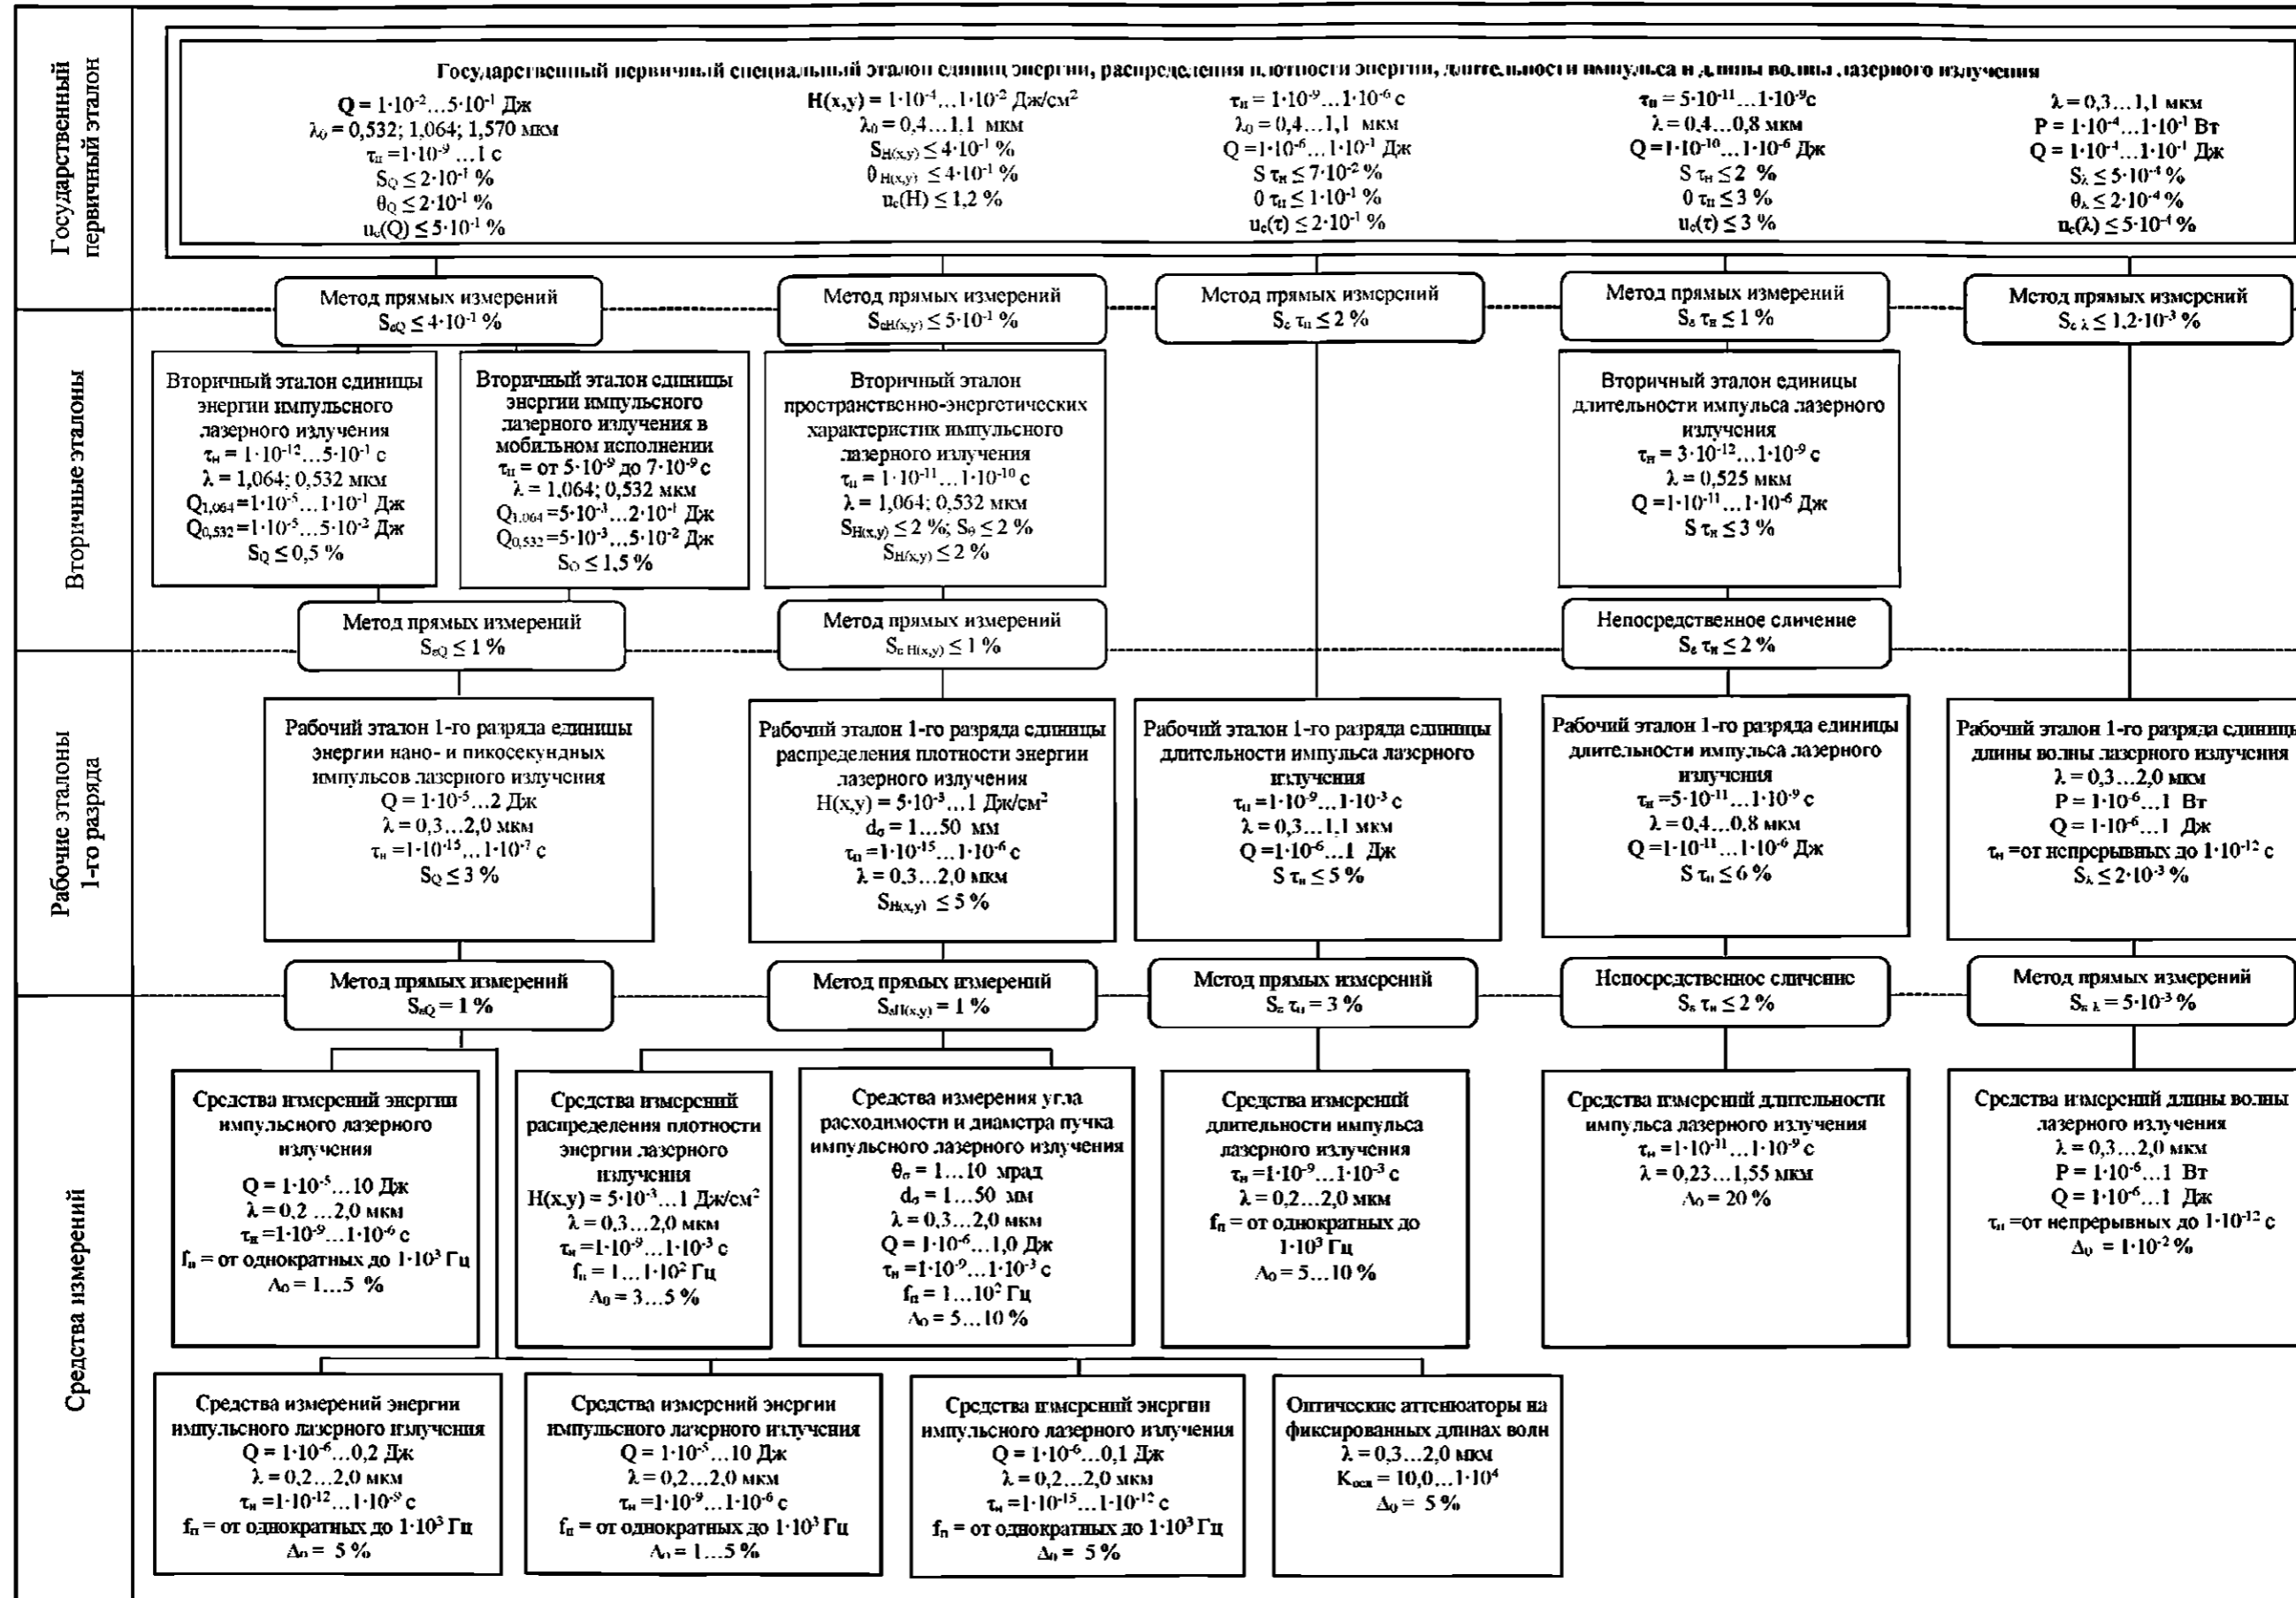 Государственный
первичный эталон
Государственный первичный специальный эталон единиц энергии, распределения плотности энергии, длительности импульса и длины волны лазерного излучения
Q = 1·10⁻²…5·10⁻¹ Дж
λ₀ = 0,532; 1,064; 1,570 мкм
τи =1·10⁻⁹ …1 с
SQ ≤ 2·10⁻¹ %
θQ ≤ 2·10⁻¹ %
uc(Q) ≤ 5·10⁻¹ %
H(x,y) = 1·10⁻⁴…1·10⁻² Дж/см²
λ₀ = 0,4…1,1 мкм
SH(x,y) ≤ 4·10⁻¹ %
θ H(x,y) ≤ 4·10⁻¹ %
uc(H) ≤ 1,2 %
τи = 1·10⁻⁹…1·10⁻⁶ с
λ₀ = 0,4…1,1 мкм
Q =1·10⁻⁶…1·10⁻¹ Дж
S τи ≤ 7·10⁻² %
θ τи ≤ 1·10⁻¹ %
uc(τ) ≤ 2·10⁻¹ %
τи = 5·10⁻¹¹…1·10⁻⁹с
λ = 0,4…0,8 мкм
Q =1·10⁻¹⁰…1·10⁻⁶ Дж
S τи ≤ 2 %
θ τи ≤ 3 %
uc(τ) ≤ 3 %
λ = 0,3…1,1 мкм
P = 1·10⁻⁴…1·10⁻¹ Вт
Q = 1·10⁻⁴…1·10⁻¹ Дж
Sλ ≤ 5·10⁻⁴ %
θλ ≤ 2·10⁻⁴ %
uc(λ) ≤ 5·10⁻⁴ %
Метод прямых измерений
SεQ ≤ 4·10⁻¹ %
Метод прямых измерений
SεH(x,y) ≤ 5·10⁻¹ %
Метод прямых измерений
Sε τи ≤ 2 %
Метод прямых измерений
Sε τи ≤ 1 %
Метод прямых измерений
Sε λ ≤ 1,2·10⁻³ %
Вторичные эталоны
Вторичный эталон единицы
энергии импульсного
лазерного излучения
τи = 1·10⁻¹²…5·10⁻¹ с
λ = 1,064; 0,532 мкм
Q1,064 =1·10⁻⁵…1·10⁻¹ Дж
Q0,532 =1·10⁻⁵…5·10⁻² Дж
SQ ≤ 0,5 %
Вторичный эталон единицы
энергии импульсного
лазерного излучения в
мобильном исполнении
τи = от 5·10⁻⁹ до 7·10⁻⁹ с
λ = 1,064; 0,532 мкм
Q1,064 =5·10⁻³…2·10⁻¹ Дж
Q0,532 =5·10⁻³…5·10⁻² Дж
SQ ≤ 1,5 %
Вторичный эталон
пространственно-энергетических
характеристик импульсного
лазерного излучения
τи = 1·10⁻¹¹…1·10⁻¹⁰ с
λ = 1,064; 0,532 мкм
SH(x,y) ≤ 2 %; Sθ ≤ 2 %
SH(x,y) ≤ 2 %
Вторичный эталон единицы
длительности импульса лазерного
излучения
τи = 3·10⁻¹²…1·10⁻⁹ с
λ = 0,525 мкм
Q =1·10⁻¹¹…1·10⁻⁶ Дж
S τи ≤ 3 %
Метод прямых измерений
SεQ ≤ 1 %
Метод прямых измерений
Sε H(x,y) ≤ 1 %
Непосредственное сличение
Sε τи ≤ 2 %
Рабочие эталоны
1-го разряда
Рабочий эталон 1-го разряда единицы
энергии нано- и пикосекундных
импульсов лазерного излучения
Q = 1·10⁻⁵…2 Дж
λ = 0,3…2,0 мкм
τи =1·10⁻¹⁵…1·10⁻⁷ с
SQ ≤ 3 %
Рабочий эталон 1-го разряда единицы
распределения плотности энергии
лазерного излучения
H(x,y) = 5·10⁻³…1 Дж/см²
dσ = 1…50 мм
τи =1·10⁻¹⁵…1·10⁻⁶ с
λ = 0,3…2,0 мкм
SH(x,y) ≤ 5 %
Рабочий эталон 1-го разряда единицы
длительности импульса лазерного
излучения
τи =1·10⁻⁹…1·10⁻³ с
λ = 0,3…1,1 мкм
Q =1·10⁻⁶…1 Дж
S τи ≤ 5 %
Рабочий эталон 1-го разряда единицы
длительности импульса лазерного
излучения
τи =5·10⁻¹¹…1·10⁻⁹ с
λ = 0,4…0,8 мкм
Q =1·10⁻¹¹…1·10⁻⁶ Дж
S τи ≤ 6 %
Рабочий эталон 1-го разряда единицы
длины волны лазерного излучения
λ = 0,3…2,0 мкм
P = 1·10⁻⁶…1 Вт
Q = 1·10⁻⁶…1 Дж
τи =от непрерывных до 1·10⁻¹² с
Sλ ≤ 2·10⁻³ %
Метод прямых измерений
SεQ = 1 %
Метод прямых измерений
SεH(x,y) = 1 %
Метод прямых измерений
Sε τи = 3 %
Непосредственное сличение
Sε τи ≤ 2 %
Метод прямых измерений
Sε λ = 5·10⁻³ %
Средства измерений
Средства измерений энергии
импульсного лазерного
излучения
Q = 1·10⁻⁵…10 Дж
λ = 0,2 …2,0 мкм
τи =1·10⁻⁹…1·10⁻⁶ с
fп = от однократных до 1·10³ Гц
Δ₀ = 1…5 %
Средства измерений
распределения плотности
энергии лазерного
излучения
H(x,y) = 5·10⁻³…1 Дж/см²
λ = 0,3…2,0 мкм
τи =1·10⁻⁹…1·10⁻³ с
fп = 1…1·10² Гц
Δ₀ = 3…5 %
Средства измерения угла
расходимости и диаметра пучка
импульсного лазерного излучения
θσ = 1…10 мрад
dσ = 1…50 мм
λ = 0,3…2,0 мкм
Q = 1·10⁻⁶…1,0 Дж
τи =1·10⁻⁹…1·10⁻³ с
fп = 1…10² Гц
Δ₀ = 5…10 %
Средства измерений
длительности импульса
лазерного излучения
τи =1·10⁻⁹…1·10⁻³ с
λ = 0,2…2,0 мкм
fп = от однократных до
1·10³ Гц
Δ₀ = 5…10 %
Средства измерений длительности
импульса лазерного излучения
τи =1·10⁻¹¹…1·10⁻⁹ с
λ = 0,23…1,55 мкм
Δ₀ = 20 %
Средства измерений длины волны
лазерного излучения
λ = 0,3…2,0 мкм
P = 1·10⁻⁶…1 Вт
Q = 1·10⁻⁶…1 Дж
τи =от непрерывных до 1·10⁻¹² с
Δ₀ = 1·10⁻² %
Средства измерений энергии
импульсного лазерного излучения
Q = 1·10⁻⁶…0,2 Дж
λ = 0,2…2,0 мкм
τи =1·10⁻¹²…1·10⁻⁹ с
fп = от однократных до 1·10³ Гц
Δ₀ = 5 %
Средства измерений энергии
импульсного лазерного излучения
Q = 1·10⁻⁵…10 Дж
λ = 0,2…2,0 мкм
τи =1·10⁻⁹…1·10⁻⁶ с
fп = от однократных до 1·10³ Гц
Δ₀ = 1…5 %
Средства измерений энергии
импульсного лазерного излучения
Q = 1·10⁻⁶…0,1 Дж
λ = 0,2…2,0 мкм
τи =1·10⁻¹⁵…1·10⁻¹² с
fп = от однократных до 1·10³ Гц
Δ₀ = 5 %
Оптические аттенюаторы на
фиксированных длинах волн
λ = 0,3…2,0 мкм
Kосл = 10,0…1·10⁴
Δ₀ = 5 %